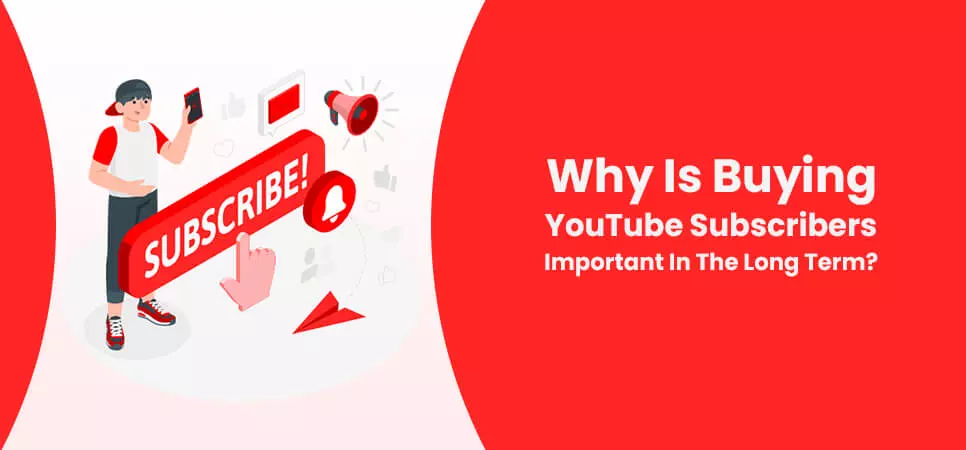 SUBSCRIBE!
Why Is Buying
YouTube Subscribers
Important In The Long Term?